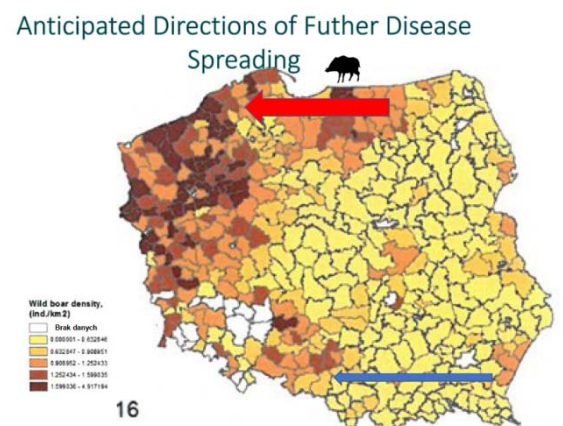 Anticipated Directions of Futher Disease
Spreading
Wild boar density,
(ind./km2)
Brak danych
0.000001 - 0.632646
0.632647 - 0.908951
0.908952 - 1.252433
1.252434 - 1.599035
1.599036 - 4.917194
16